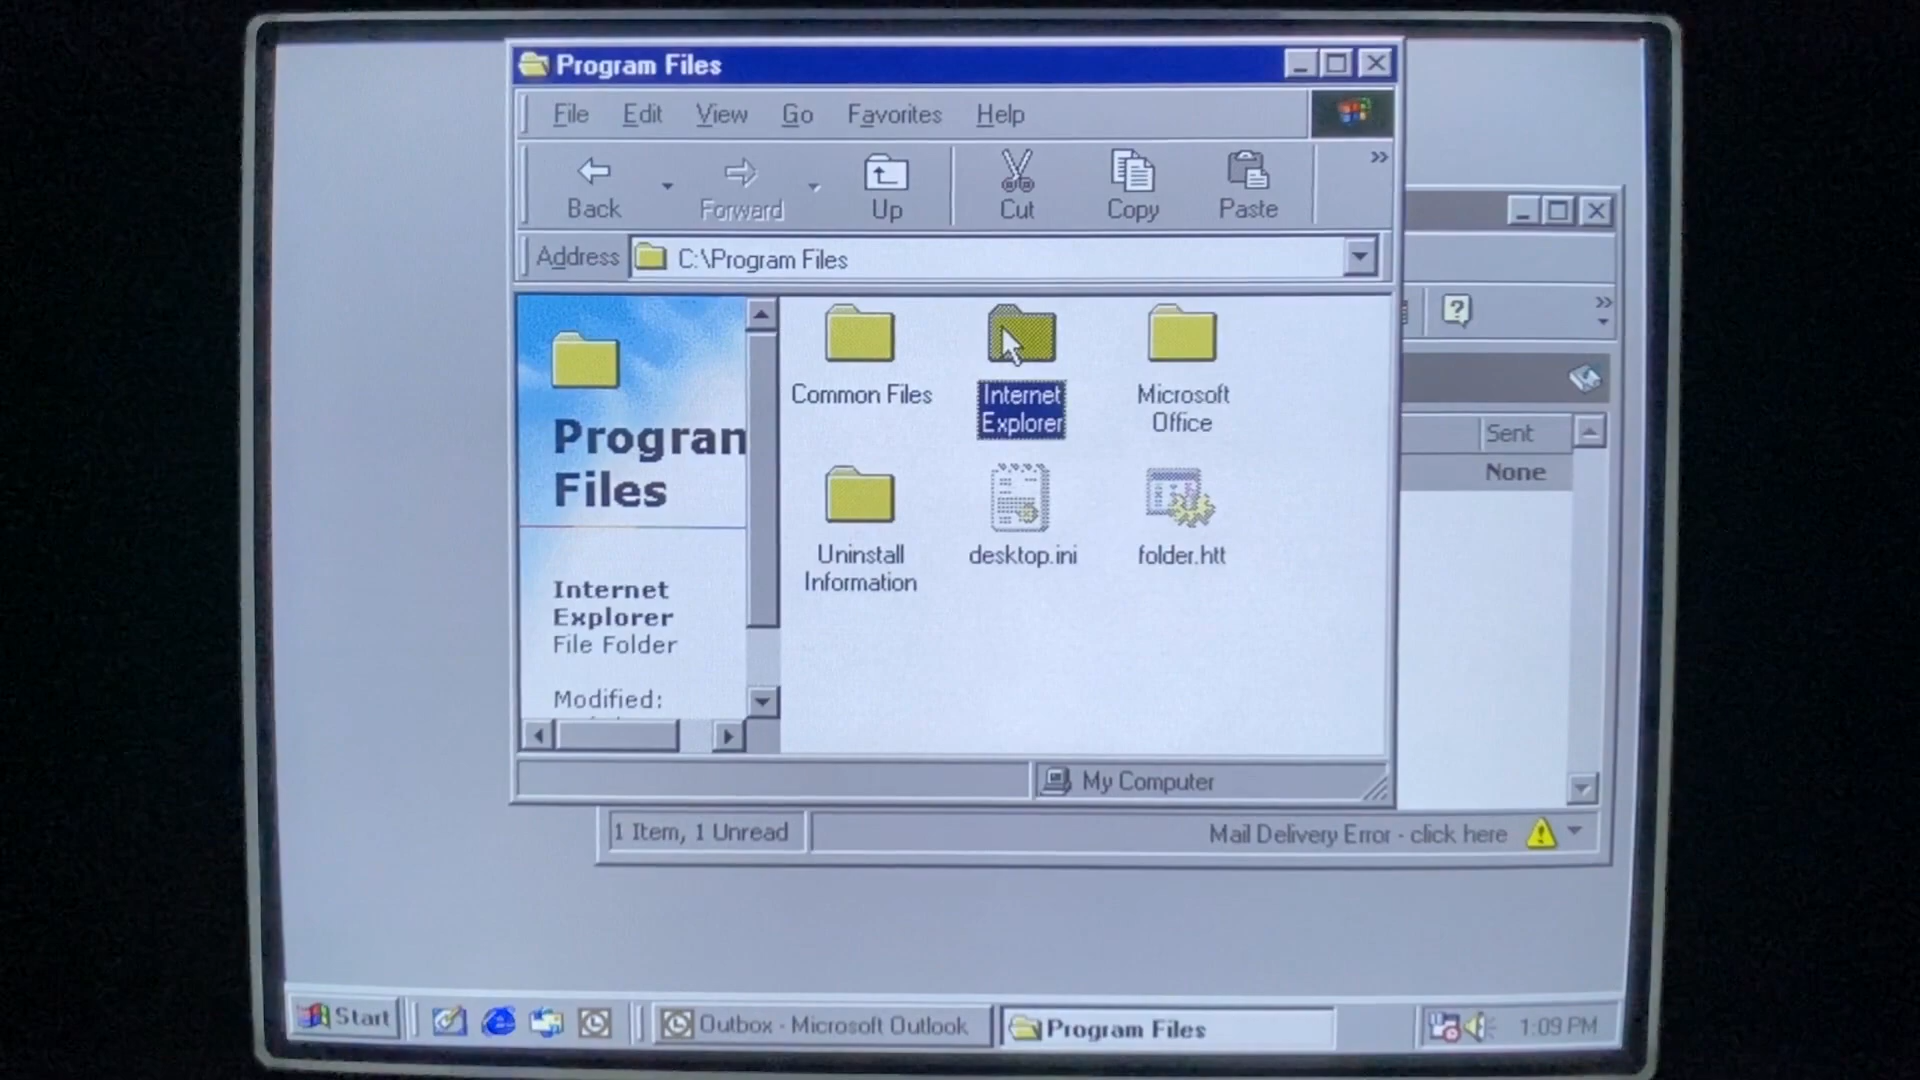 Program Files
File Edit View Go Favorites Help
Back Forward Up Cut Copy Paste
Address C:\Program Files
Progran
Files
Internet
Explorer
File Folder
Modified:
Common Files
Internet
Explorer
Microsoft
Office
Uninstall
Information
desktop.ini
folder.htt
My Computer
Sent
None
1 Item, 1 Unread
Mail Delivery Error - click here
Start
Outbox - Microsoft Outlook
Program Files
1:09 PM